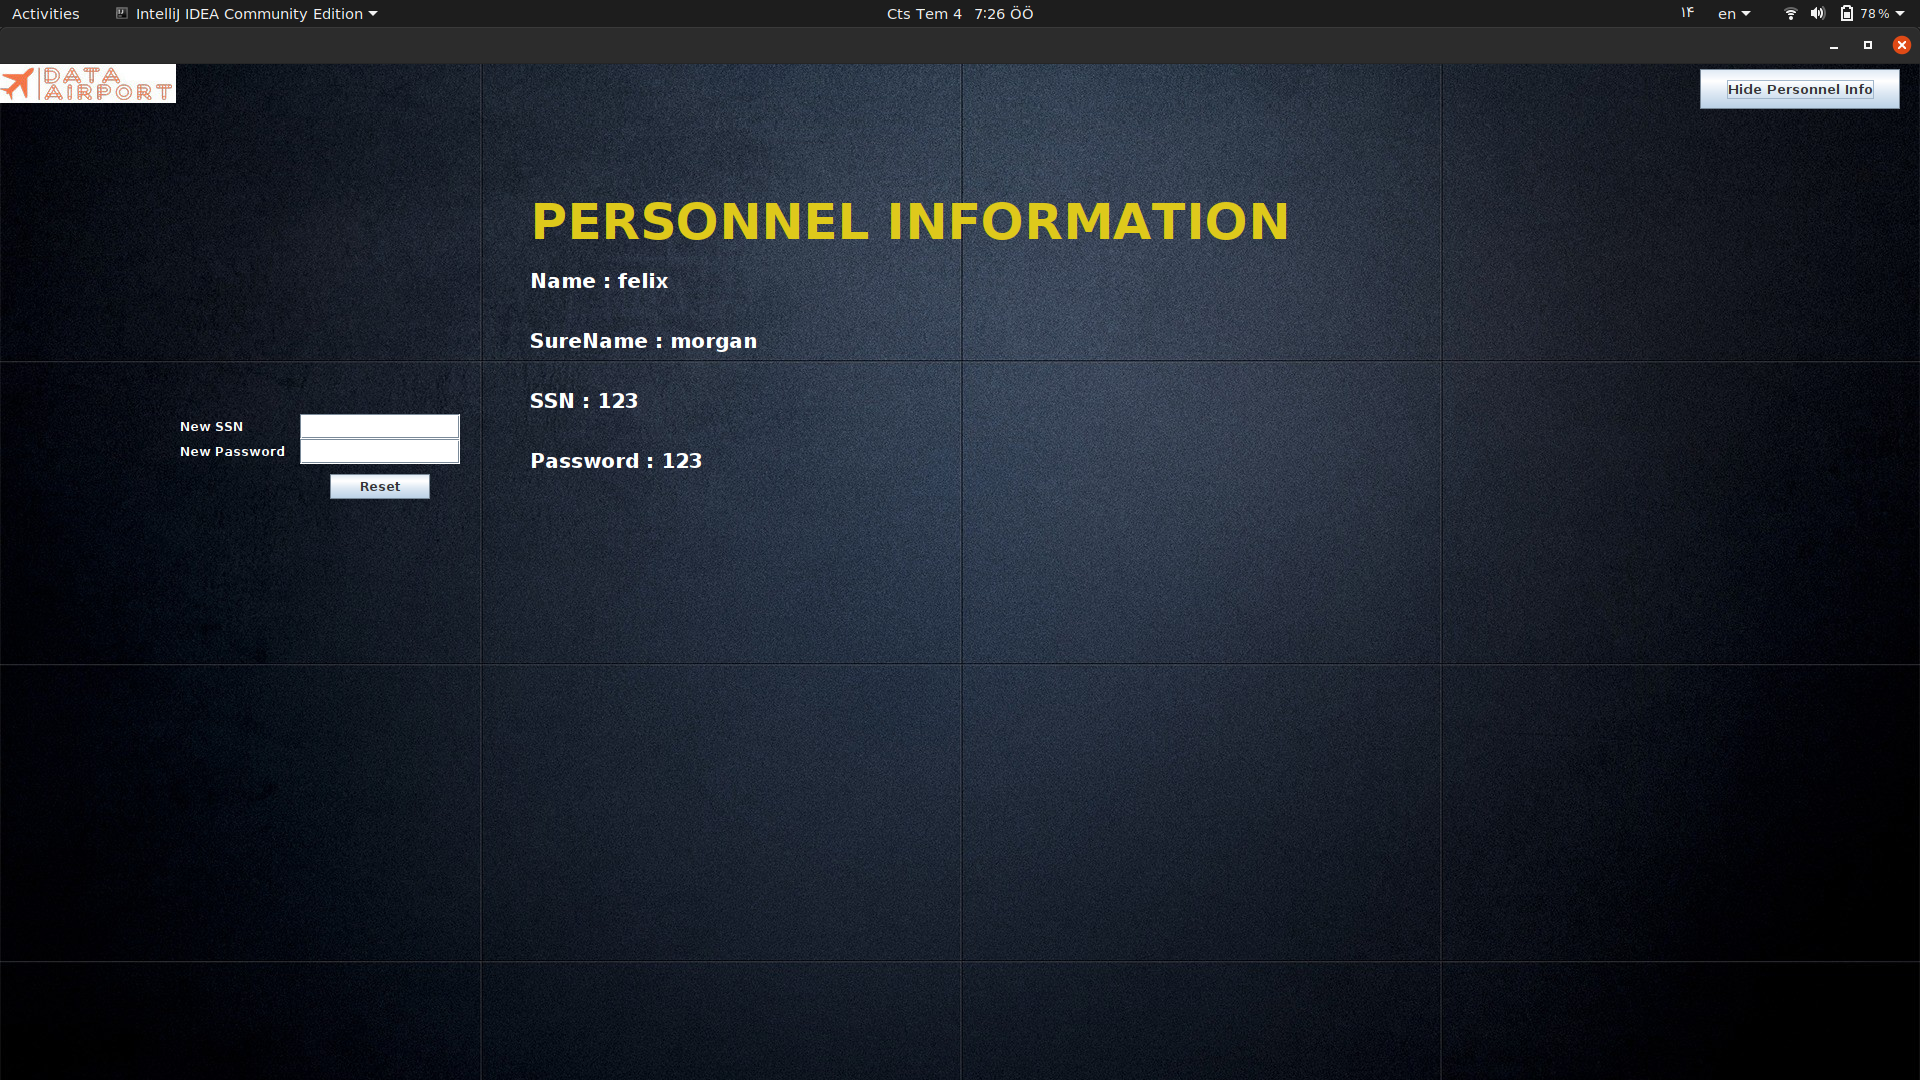 Activities IntelliJ IDEA Community Edition Cts Tem 4 7:26 ÖÖ ۱۴ en 78 %
DATA
AIRPORT
Hide Personnel Info
PERSONNEL INFORMATION
Name : felix
SureName : morgan
SSN : 123
New SSN
New Password
Password : 123
Reset